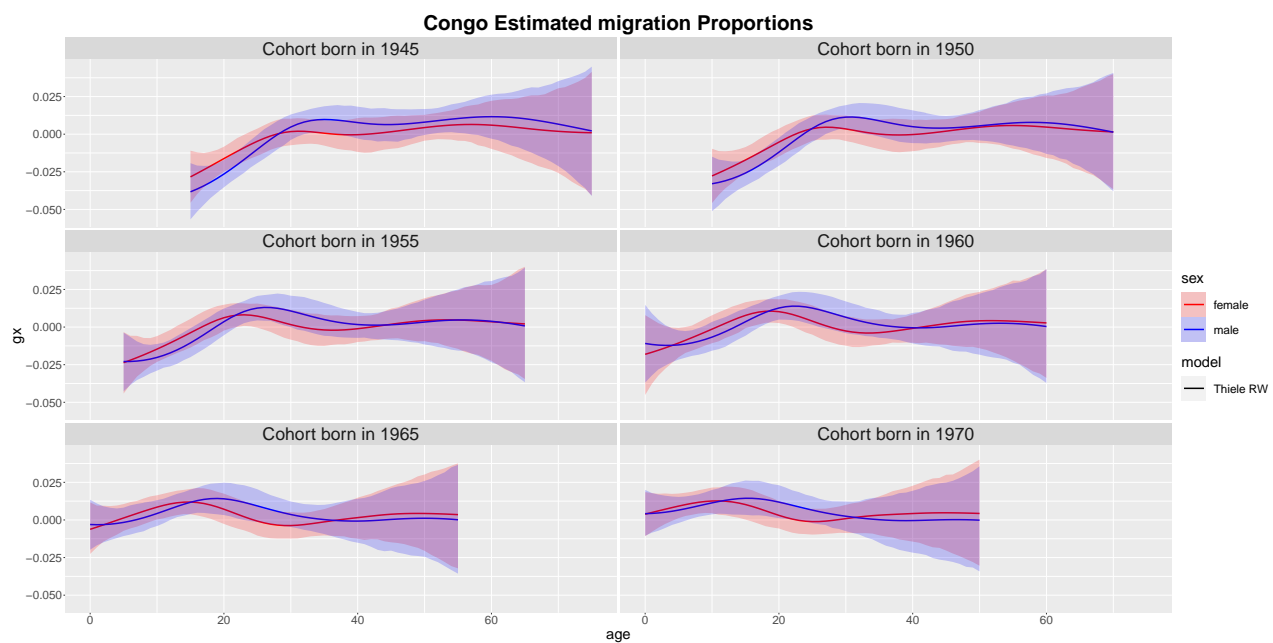 Congo Estimated migration Proportions
Cohort born in 1945
Cohort born in 1950
0.025
0.000
−0.025
−0.050
Cohort born in 1955
Cohort born in 1960
0.025
0.000
−0.025
−0.050
Cohort born in 1965
Cohort born in 1970
0.025
0.000
−0.025
−0.050
0 20 40 60
0 20 40 60
age
gx
sex
female
male
model
Thiele RW